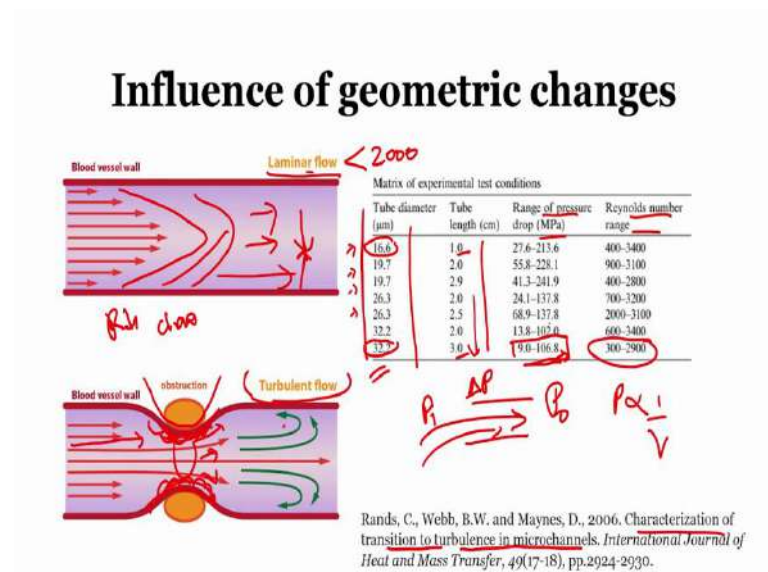 Influence of geometric changes
Blood vessel wall
Laminar flow < 2000
Matrix of experimental test conditions
Tube diameter Tube Range of pressure Reynolds number
(μm) length (cm) drop (MPa) range
16.6 1.0 27.6–213.6 400–3400
19.7 2.0 55.8–228.1 900–3100
19.7 2.9 41.3–241.9 400–2800
26.3 2.0 24.1–137.8 700–3200
26.3 2.5 68.9–137.8 2000–3100
32.2 2.0 13.8–102.0 600–3400
32.2 3.0 19.0–106.8 300–2900
Blood vessel wall
obstruction
Turbulent flow
P₁ ΔP P₀ P∝1/V
Rands, C., Webb, B.W. and Maynes, D., 2006. Characterization of
transition to turbulence in microchannels. International Journal of
Heat and Mass Transfer, 49(17-18), pp.2924-2930.